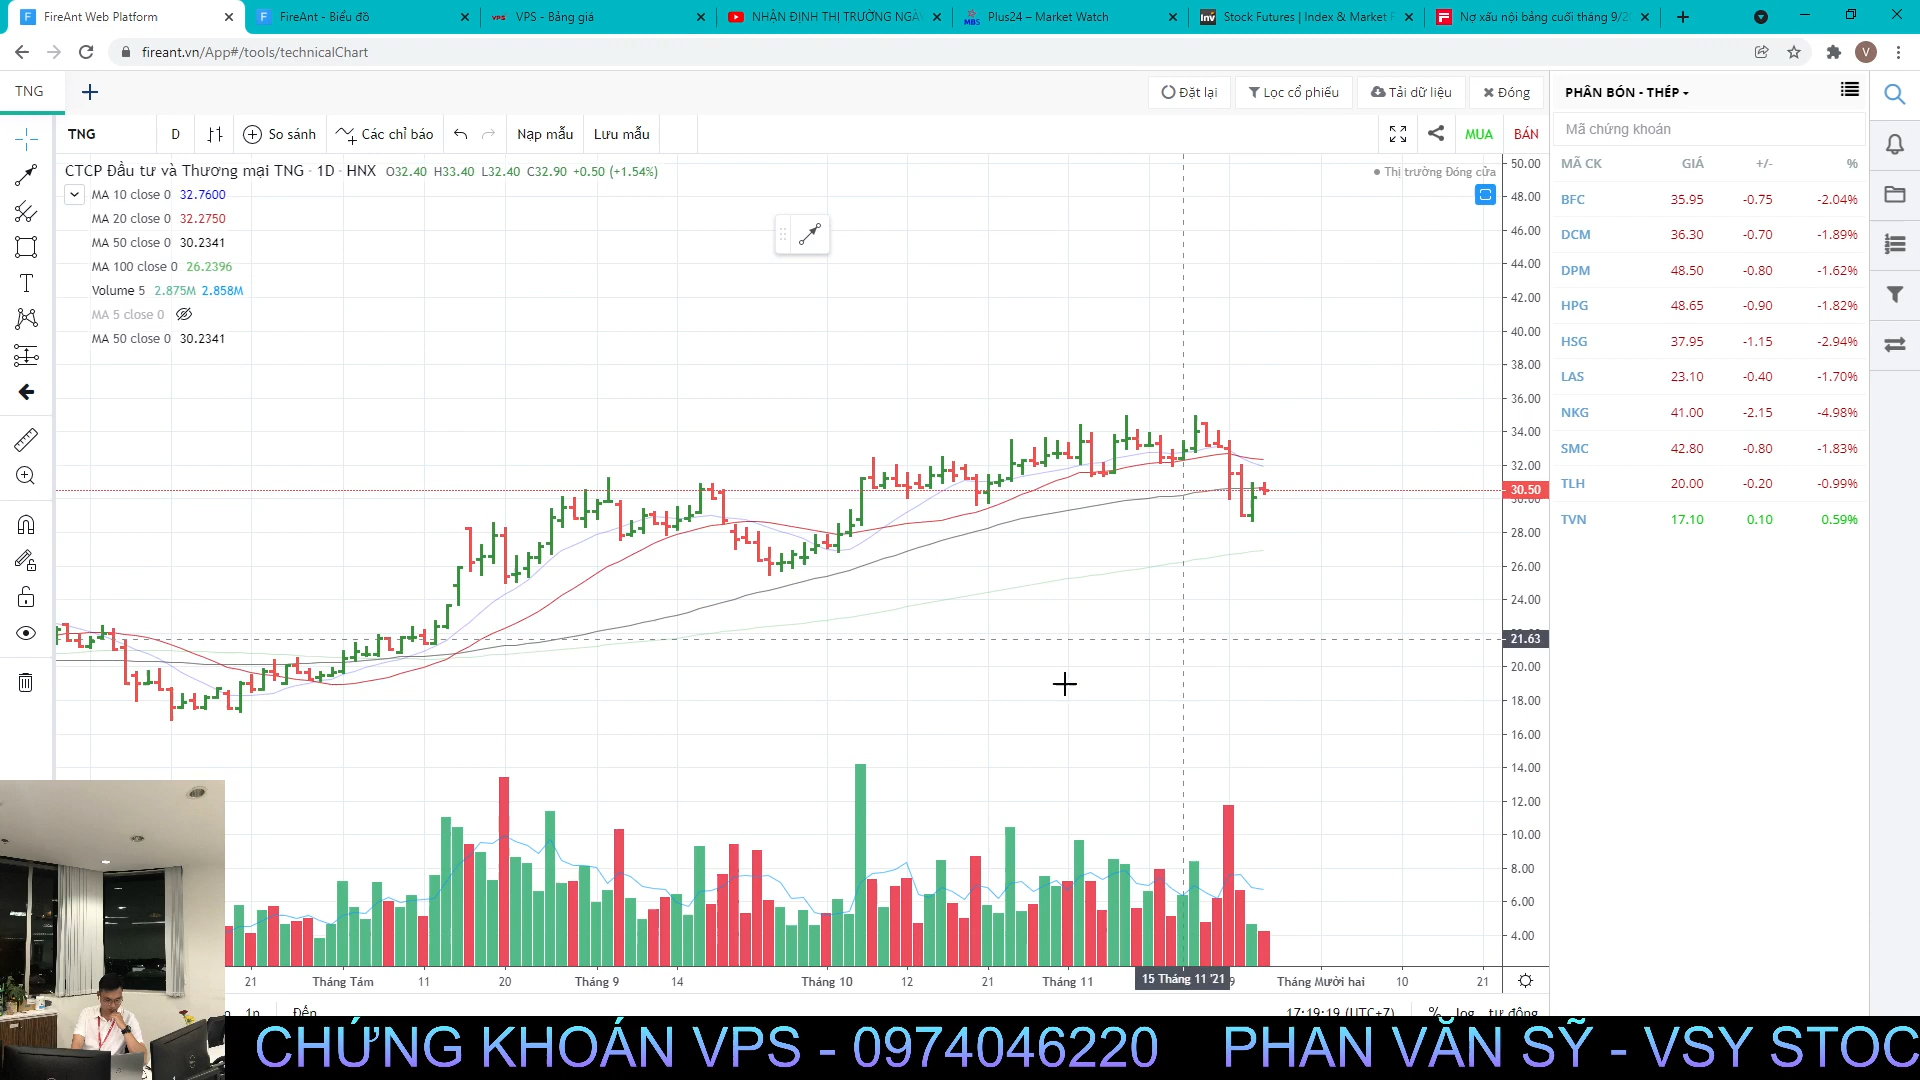 FireAnt Web Platform
FireAnt - Biểu đồ
VPS - Bảng giá
NHẬN ĐỊNH THỊ TRƯỜNG NGÀY
Plus24 – Market Watch
Stock Futures | Index & Market F
Nợ xấu nội bảng cuối tháng 9/20
fireant.vn/App#/tools/technicalChart
V
TNG
Đặt lại
Lọc cổ phiếu
Tải dữ liệu
Đóng
TNG
D
So sánh
Các chỉ báo
Nạp mẫu
Lưu mẫu
MUA
BÁN
CTCP Đầu tư và Thương mại TNG · 1D · HNX O32.40 H33.40 L32.40 C32.90 +0.50 (+1.54%)
Thị trường Đóng cửa
MA 10 close 0 32.7600
MA 20 close 0 32.2750
MA 50 close 0 30.2341
MA 100 close 0 26.2396
Volume 5 2.875M 2.858M
MA 5 close 0
MA 50 close 0 30.2341
50.00
48.00
46.00
44.00
42.00
40.00
38.00
36.00
34.00
32.00
30.50
28.00
26.00
24.00
21.63
20.00
18.00
16.00
14.00
12.00
10.00
8.00
6.00
4.00
21
Tháng Tám
11
20
Tháng 9
14
Tháng 10
12
21
Tháng 11
15 Tháng 11 '21
Tháng Mười hai
10
21
1n
Đến
17:19:19 (UTC+7)
%
log
tự động
PHÂN BÓN - THÉP
Mã chứng khoán
MÃ CK GIÁ +/- %
BFC 35.95 -0.75 -2.04%
DCM 36.30 -0.70 -1.89%
DPM 48.50 -0.80 -1.62%
HPG 48.65 -0.90 -1.82%
HSG 37.95 -1.15 -2.94%
LAS 23.10 -0.40 -1.70%
NKG 41.00 -2.15 -4.98%
SMC 42.80 -0.80 -1.83%
TLH 20.00 -0.20 -0.99%
TVN 17.10 0.10 0.59%
CHỨNG KHOÁN VPS - 0974046220 PHAN VĂN SỸ - VSY STOC